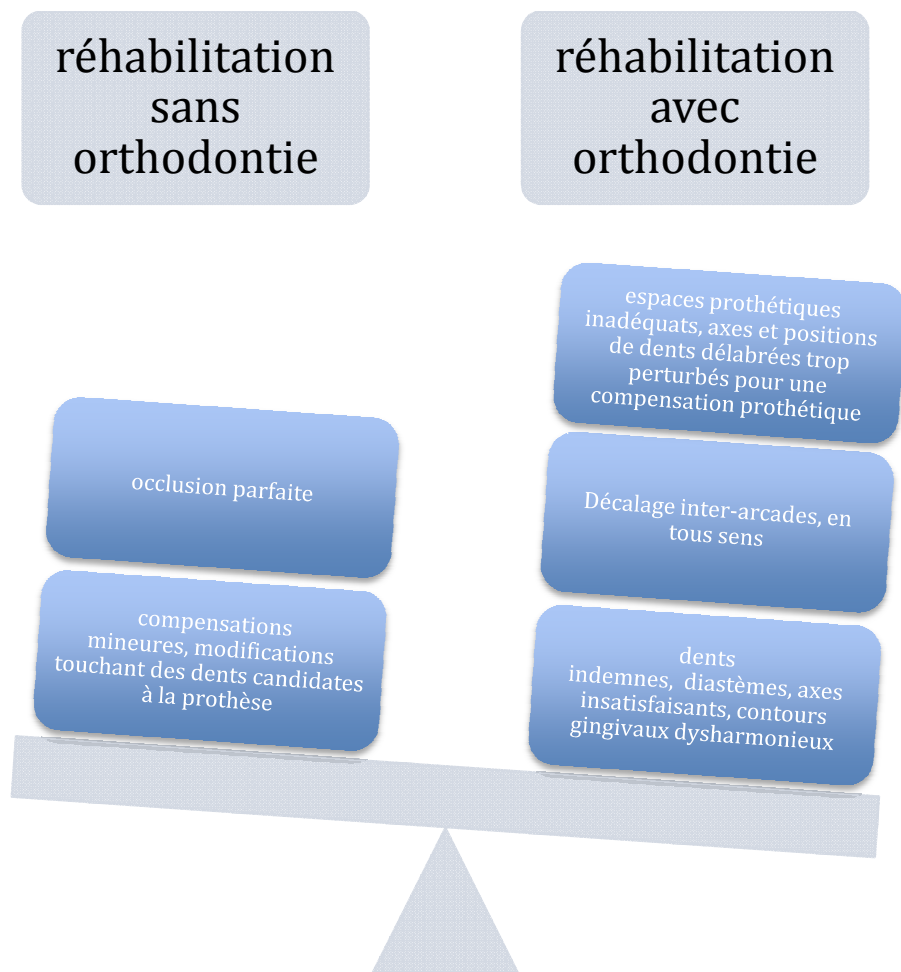 réhabilitation
sans
orthodontie
réhabilitation
avec
orthodontie
occlusion parfaite
compensations
mineures, modifications
touchant des dents candidates
à la prothèse
espaces prothétiques
inadéquats, axes et positions
de dents délabrées trop
perturbés pour une
compensation prothétique
Décalage inter-arcades, en
tous sens
dents
indemnes, diastèmes, axes
insatisfaisants, contours
gingivaux dysharmonieux